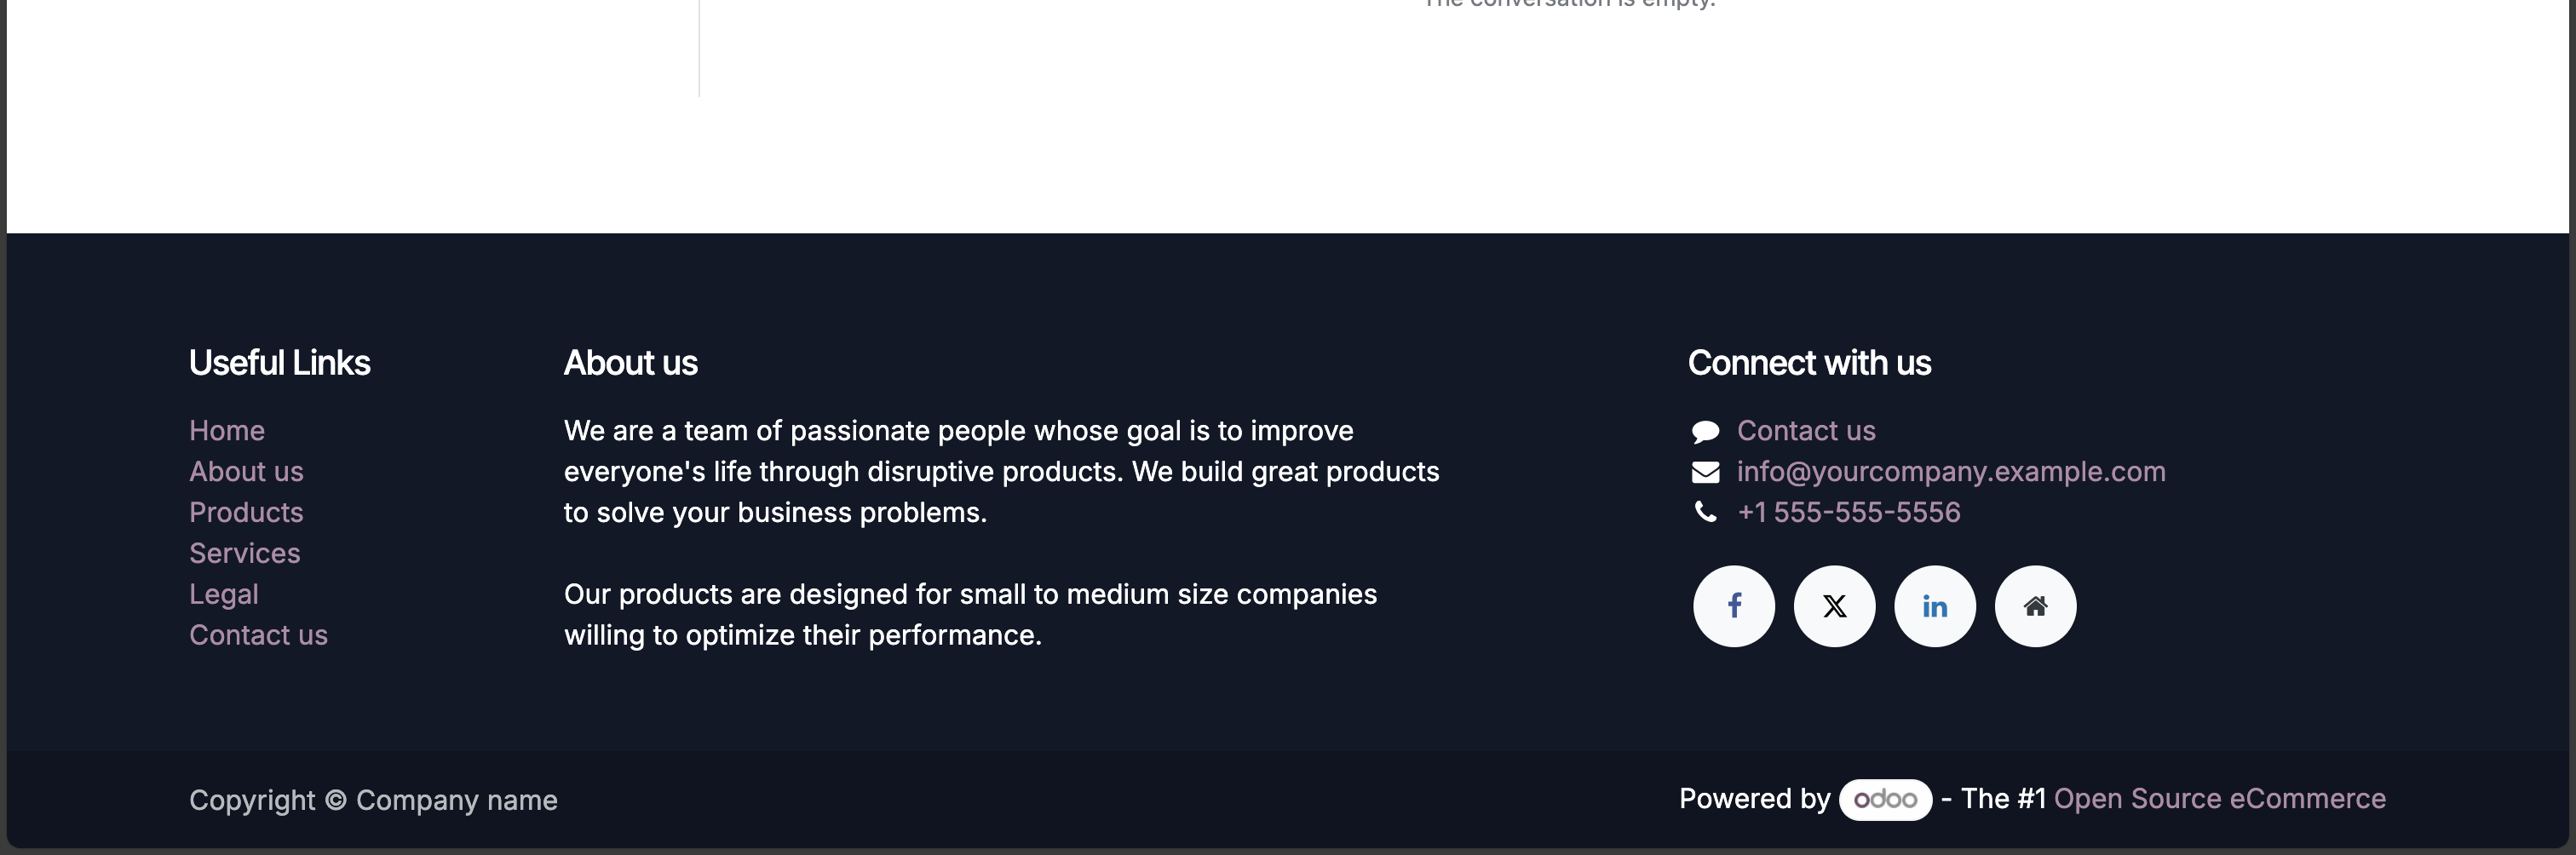 The conversation is empty.
Useful Links
Home
About us
Products
Services
Legal
Contact us
About us
We are a team of passionate people whose goal is to improve
everyone's life through disruptive products. We build great products
to solve your business problems.
Our products are designed for small to medium size companies
willing to optimize their performance.
Connect with us
Contact us
info@yourcompany.example.com
+1 555-555-5556
f X in
Copyright © Company name
Powered by odoo - The #1 Open Source eCommerce